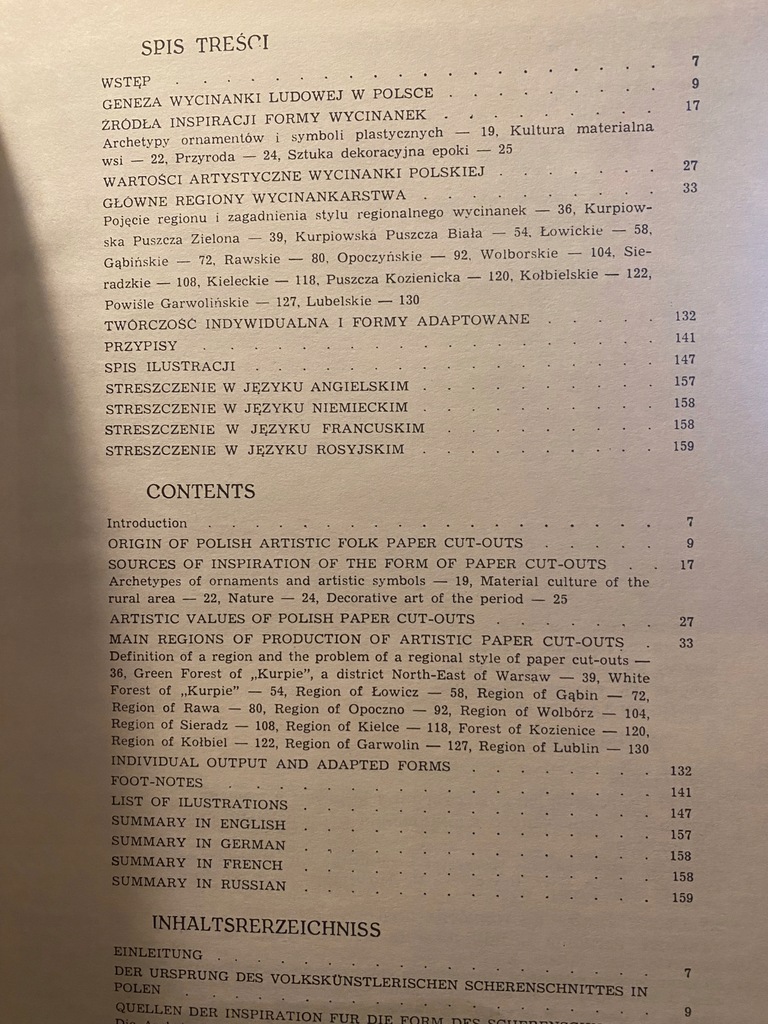 SPIS TREŚCI
WSTĘP . . . . . . . . . . . . . . . . . 7
GENEZA WYCINANKI LUDOWEJ W POLSCE . . . . . . . 9
ŹRÓDŁA INSPIRACJI FORMY WYCINANEK . . . . . . . 17
Archetypy ornamentów i symboli plastycznych — 19, Kultura materialna
wsi — 22, Przyroda — 24, Sztuka dekoracyjna epoki — 25
WARTOŚCI ARTYSTYCZNE WYCINANKI POLSKIEJ . . . . . . 27
GŁÓWNE REGIONY WYCINANKARSTWA . . . . . . . . 33
Pojęcie regionu i zagadnienia stylu regionalnego wycinanek — 36, Kurpiow-
ska Puszcza Zielona — 39, Kurpiowska Puszcza Biała — 54, Łowickie — 58,
Gąbińskie — 72, Rawskie — 80, Opoczyńskie — 92, Wolborskie — 104, Sie-
radzkie — 108, Kieleckie — 118, Puszcza Kozienicka — 120, Kołbielskie — 122,
Powiśle Garwolińskie — 127, Lubelskie — 130
TWÓRCZOŚĆ INDYWIDUALNA I FORMY ADAPTOWANE . . . . 132
PRZYPISY . . . . . . . . . . . . . . . . 141
SPIS ILUSTRACJI . . . . . . . . . . . . . . 147
STRESZCZENIE W JĘZYKU ANGIELSKIM . . . . . . . . 157
STRESZCZENIE W JĘZYKU NIEMIECKIM . . . . . . . . 158
STRESZCZENIE W JĘZYKU FRANCUSKIM . . . . . . . 158
STRESZCZENIE W JĘZYKU ROSYJSKIM . . . . . . . . 159
CONTENTS
Introduction . . . . . . . . . . . . . . . 7
ORIGIN OF POLISH ARTISTIC FOLK PAPER CUT-OUTS . . . . . 9
SOURCES OF INSPIRATION OF THE FORM OF PAPER CUT-OUTS . . 17
Archetypes of ornaments and artistic symbols — 19, Material culture of the
rural area — 22, Nature — 24, Decorative art of the period — 25
ARTISTIC VALUES OF POLISH PAPER CUT-OUTS . . . . . . 27
MAIN REGIONS OF PRODUCTION OF ARTISTIC PAPER CUT-OUTS . 33
Definition of a region and the problem of a regional style of paper cut-outs —
36, Green Forest of „Kurpie”, a district North-East of Warsaw — 39, White
Forest of „Kurpie” — 54, Region of Łowicz — 58, Region of Gąbin — 72,
Region of Rawa — 80, Region of Opoczno — 92, Region of Wolbórz — 104,
Region of Sieradz — 108, Region of Kielce — 118, Forest of Kozienice — 120,
Region of Kołbiel — 122, Region of Garwolin — 127, Region of Lublin — 130
INDIVIDUAL OUTPUT AND ADAPTED FORMS . . . . . . . 132
FOOT-NOTES . . . . . . . . . . . . . . . 141
LIST OF ILUSTRATIONS . . . . . . . . . . . . 147
SUMMARY IN ENGLISH . . . . . . . . . . . . 157
SUMMARY IN GERMAN . . . . . . . . . . . . 158
SUMMARY IN FRENCH . . . . . . . . . . . . 158
SUMMARY IN RUSSIAN . . . . . . . . . . . . 159
INHALTSRERZEICHNISS
EINLEITUNG . . . . . . . . . . . . . . . 7
DER URSPRUNG DES VOLKSKÜNSTLERISCHEN SCHERENSCHNITTES IN
POLEN . . . . . . . . . . . . . . . . 9
QUELLEN DER INSPIRATION FUR DIE FORM DES